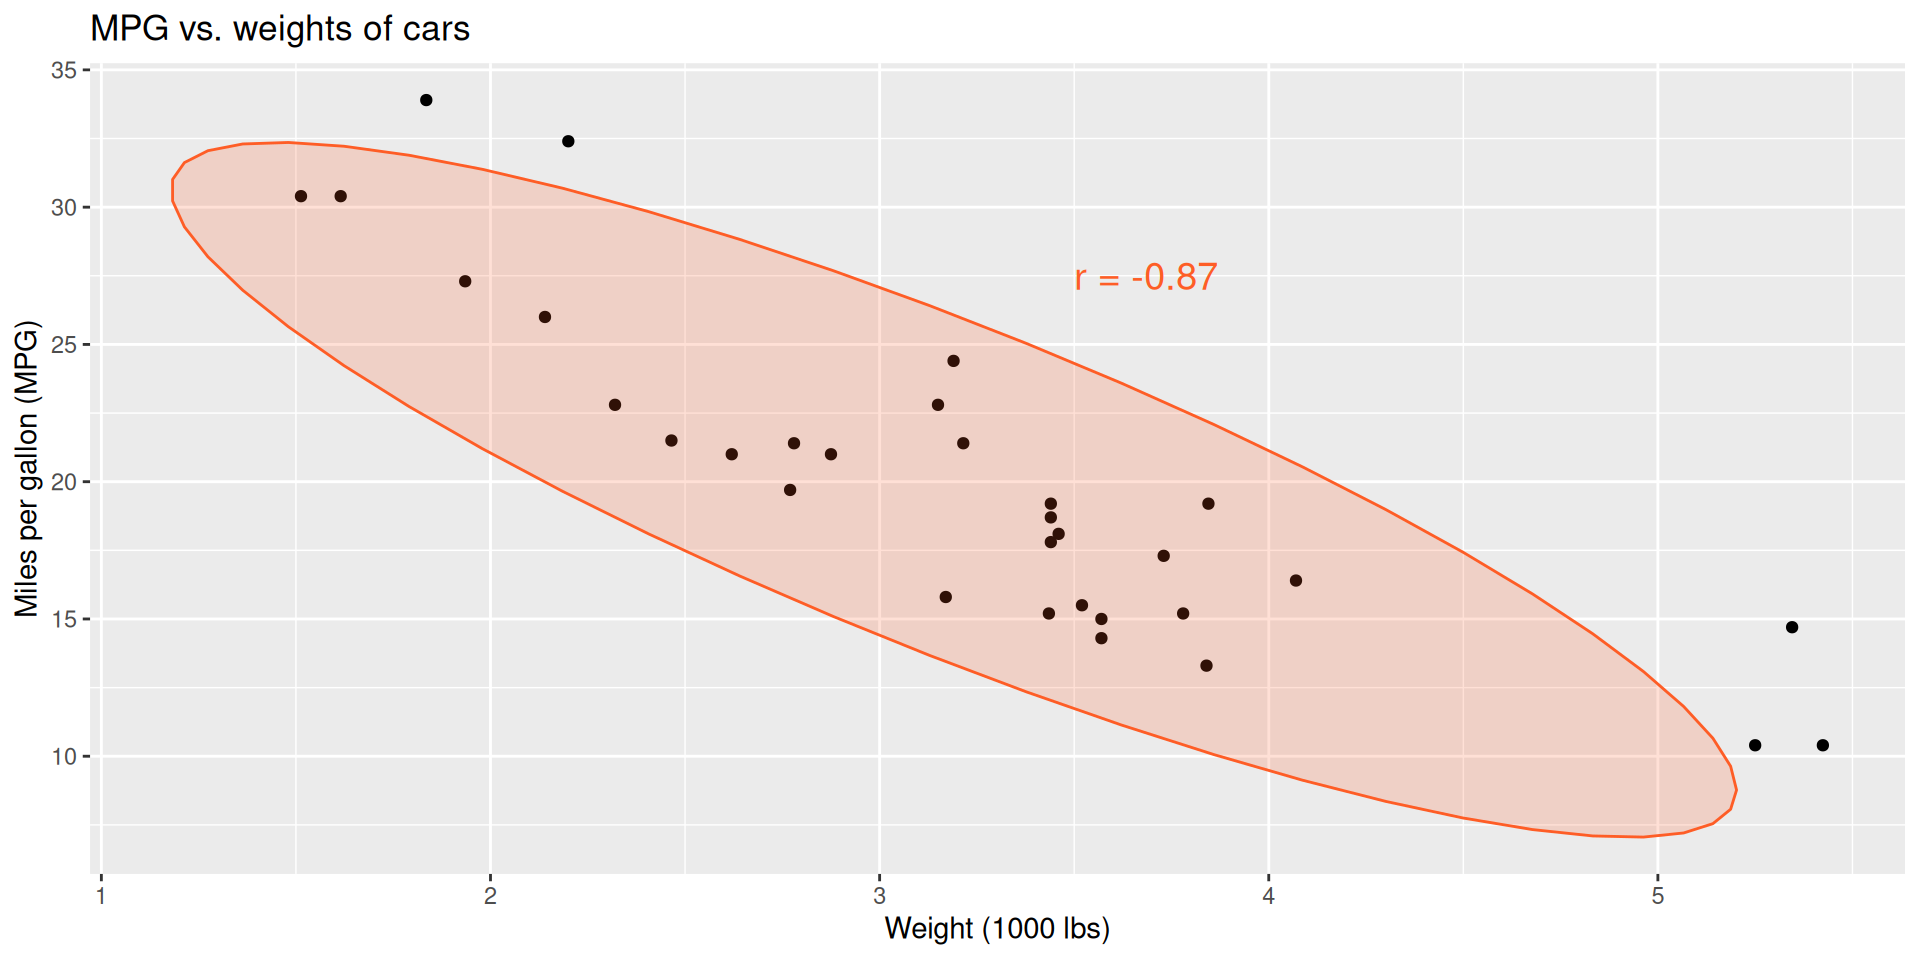 MPG vs. weights of cars
35
30
25
20
15
10
Miles per gallon (MPG)
r = -0.87
1 2 3 4 5
Weight (1000 lbs)